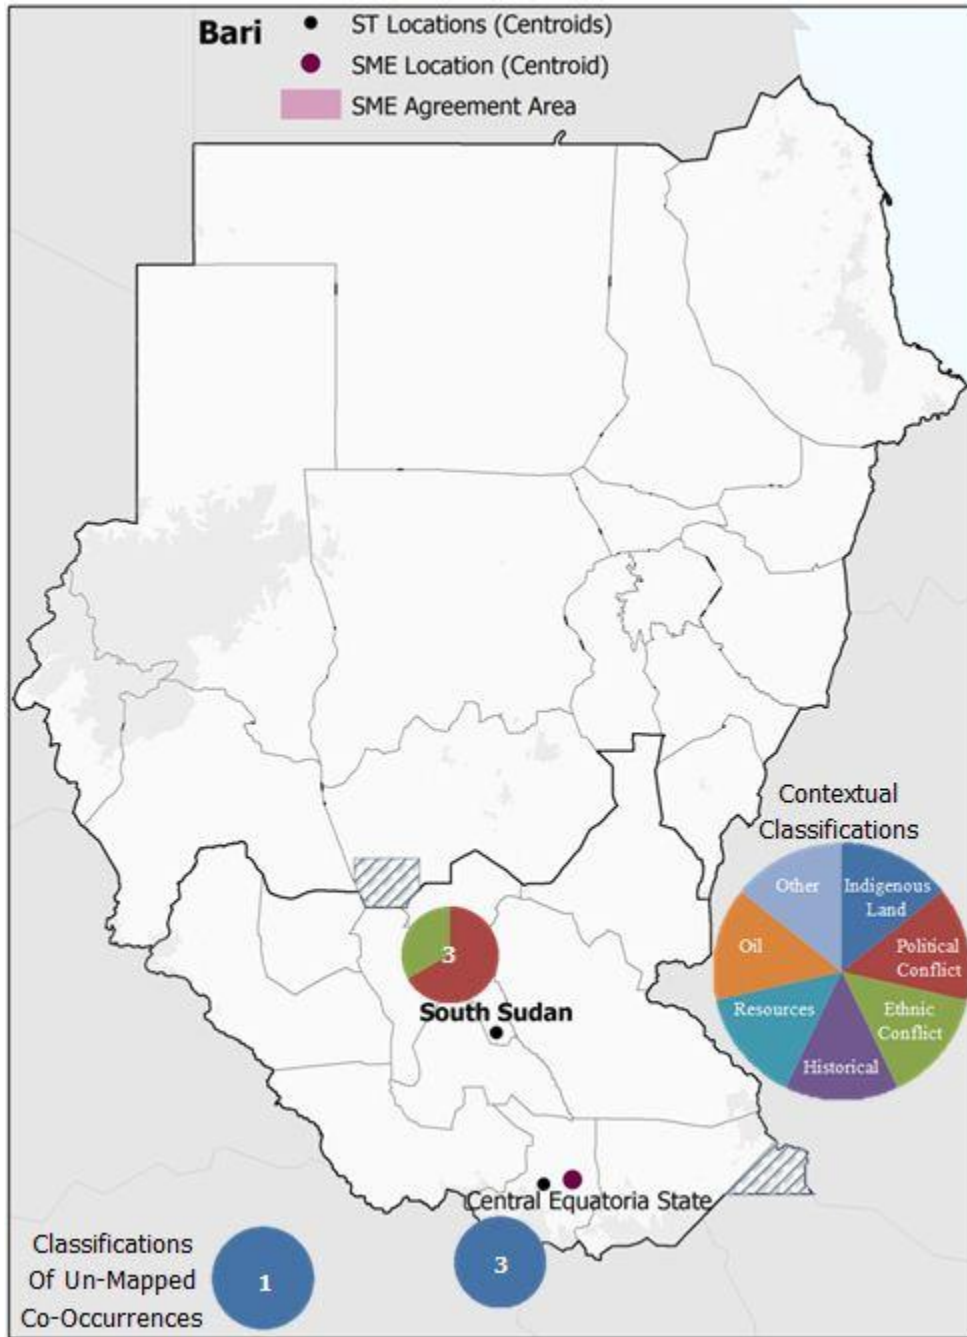 Bari
ST Locations (Centroids)
SME Location (Centroid)
SME Agreement Area
Contextual
Classifications
Other
Indigenous
Land
Oil
Political
Conflict
Resources
Ethnic
Conflict
Historical
3
South Sudan
Central Equatoria State
Classifications
Of Un-Mapped
Co-Occurrences
1
3